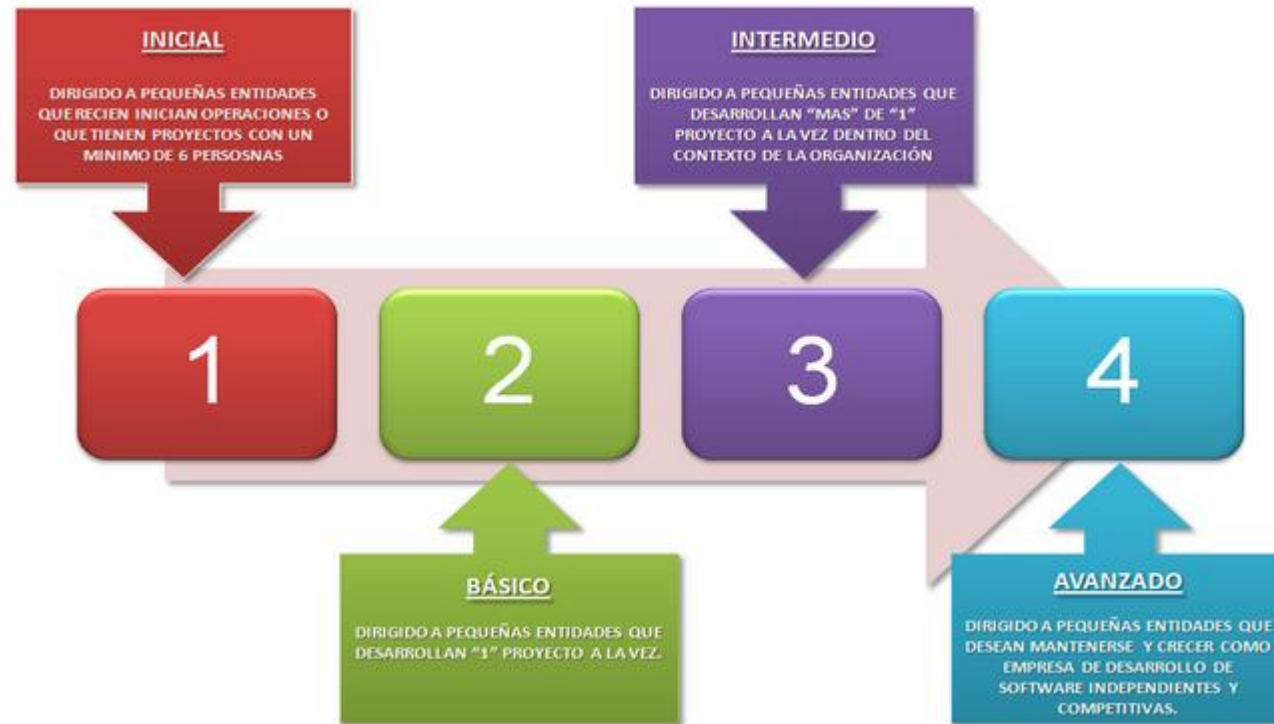 INICIAL
DIRIGIDO A PEQUEÑAS ENTIDADES
QUE RECIEN INICIAN OPERACIONES O
QUE TIENEN PROYECTOS CON UN
MINIMO DE 6 PERSOSNAS
INTERMEDIO
DIRIGIDO A PEQUEÑAS ENTIDADES QUE
DESARROLLAN “MAS” DE “1”
PROYECTO A LA VEZ DENTRO DEL
CONTEXTO DE LA ORGANIZACIÓN
1
2
3
4
BÁSICO
DIRIGIDO A PEQUEÑAS ENTIDADES QUE
DESARROLLAN “1” PROYECTO A LA VEZ.
AVANZADO
DIRIGIDO A PEQUEÑAS ENTIDADES QUE
DESEAN MANTENERSE Y CRECER COMO
EMPRESA DE DESARROLLO DE
SOFTWARE INDEPENDIENTES Y
COMPETITIVAS.